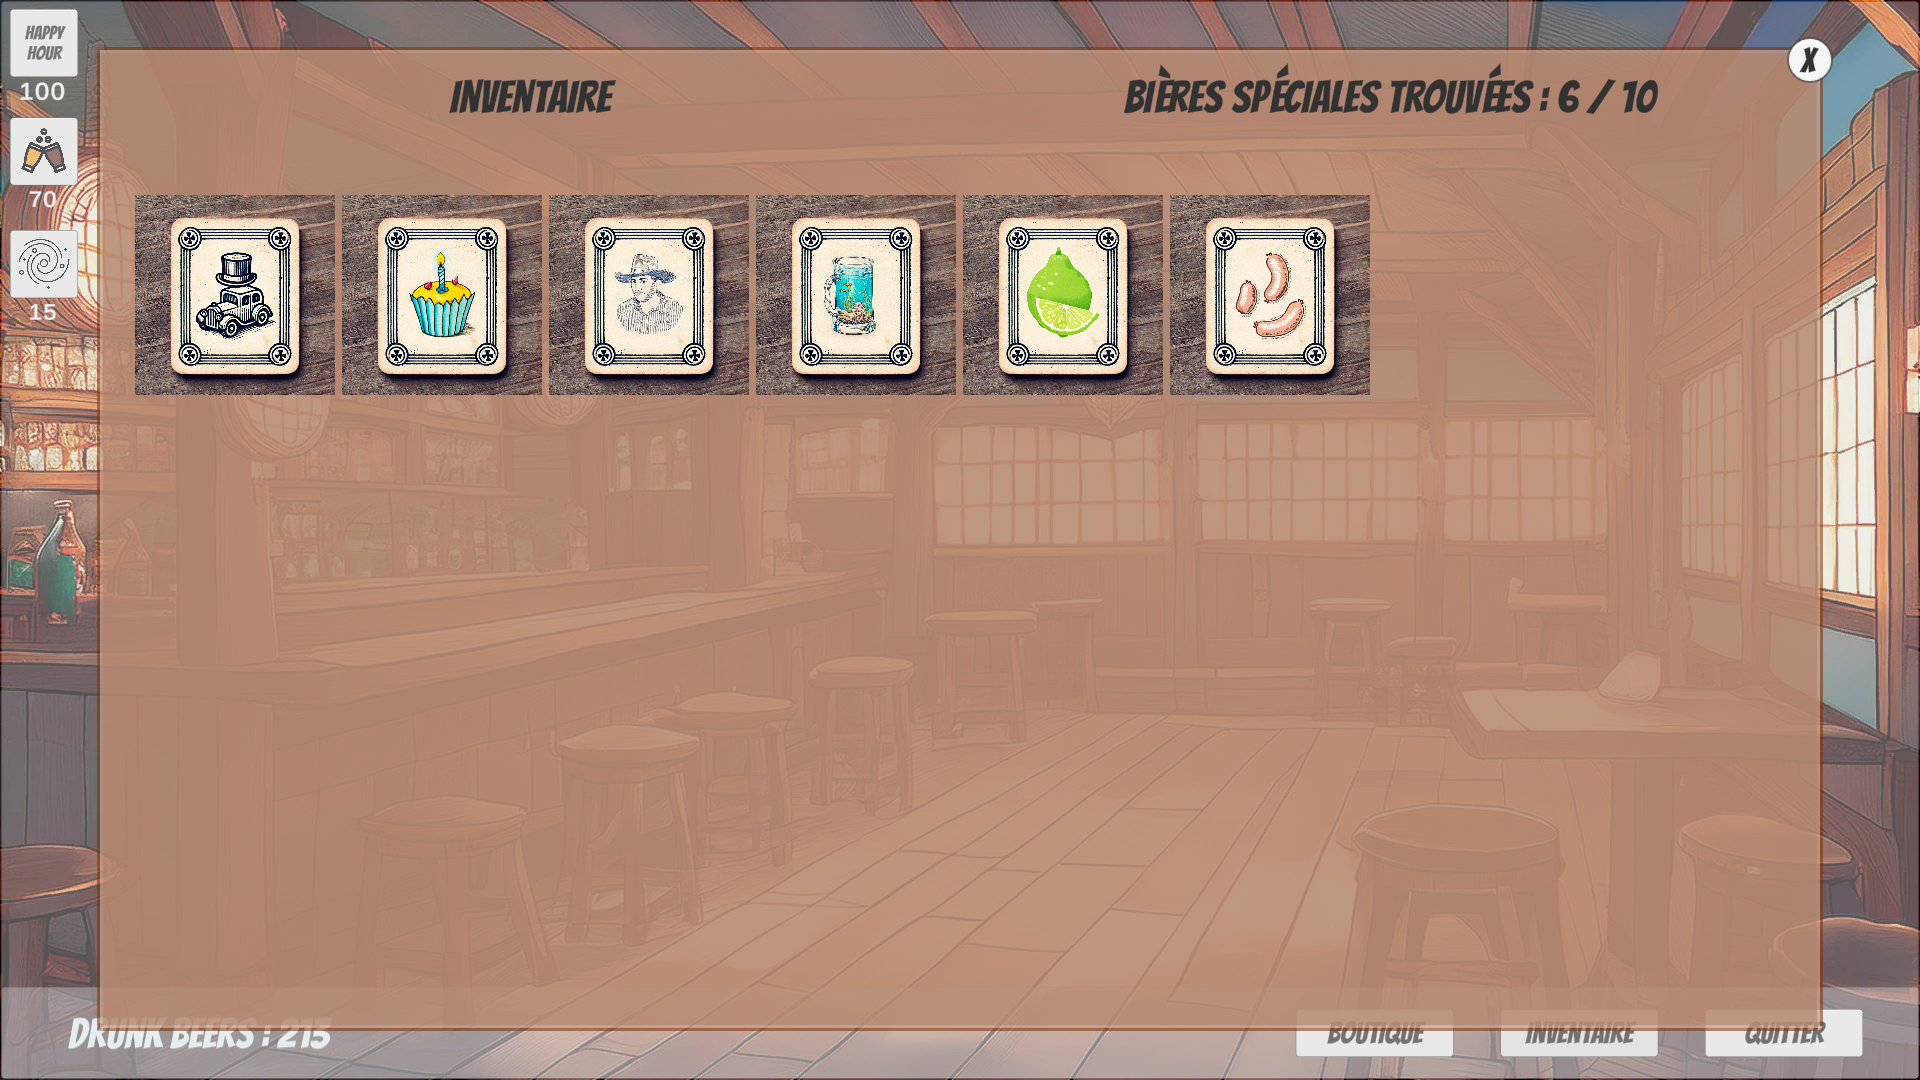 HAPPY
HOUR
100
70
15
INVENTAIRE
BIÈRES SPÉCIALES TROUVÉES : 6 / 10
X
DRUNK BEERS : 215
BOUTIQUE
INVENTAIRE
QUITTER